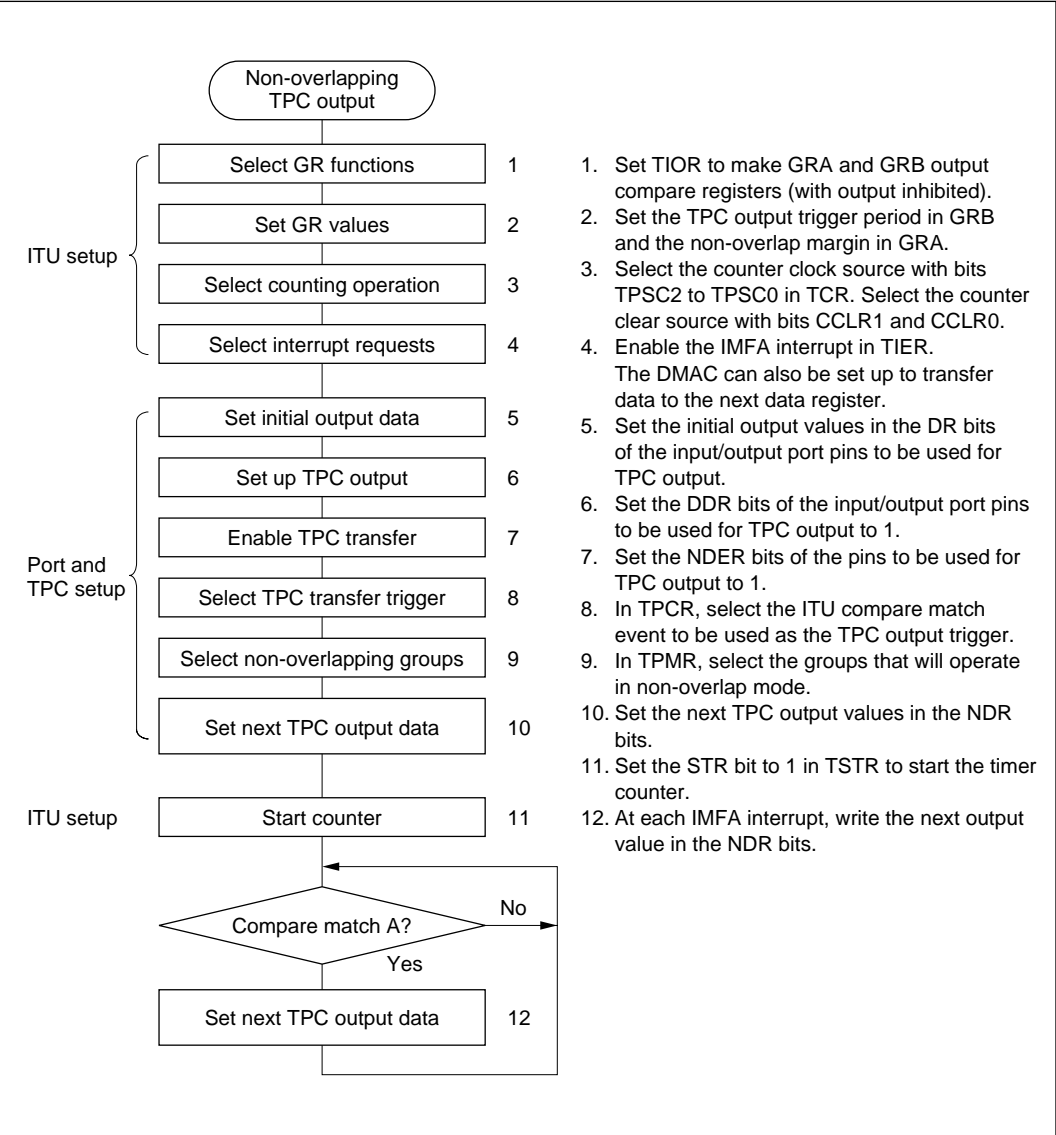 Non-overlapping
TPC output
Select GR functions
1
Set GR values
2
ITU setup
Select counting operation
3
Select interrupt requests
4
Set initial output data
5
Set up TPC output
6
Enable TPC transfer
7
Port and
TPC setup
Select TPC transfer trigger
8
Select non-overlapping groups
9
Set next TPC output data
10
ITU setup
Start counter
11
Compare match A?
No
Yes
Set next TPC output data
12
1. Set TIOR to make GRA and GRB output
compare registers (with output inhibited).
2. Set the TPC output trigger period in GRB
and the non-overlap margin in GRA.
3. Select the counter clock source with bits
TPSC2 to TPSC0 in TCR. Select the counter
clear source with bits CCLR1 and CCLR0.
4. Enable the IMFA interrupt in TIER.
The DMAC can also be set up to transfer
data to the next data register.
5. Set the initial output values in the DR bits
of the input/output port pins to be used for
TPC output.
6. Set the DDR bits of the input/output port pins
to be used for TPC output to 1.
7. Set the NDER bits of the pins to be used for
TPC output to 1.
8. In TPCR, select the ITU compare match
event to be used as the TPC output trigger.
9. In TPMR, select the groups that will operate
in non-overlap mode.
10. Set the next TPC output values in the NDR
bits.
11. Set the STR bit to 1 in TSTR to start the timer
counter.
12. At each IMFA interrupt, write the next output
value in the NDR bits.